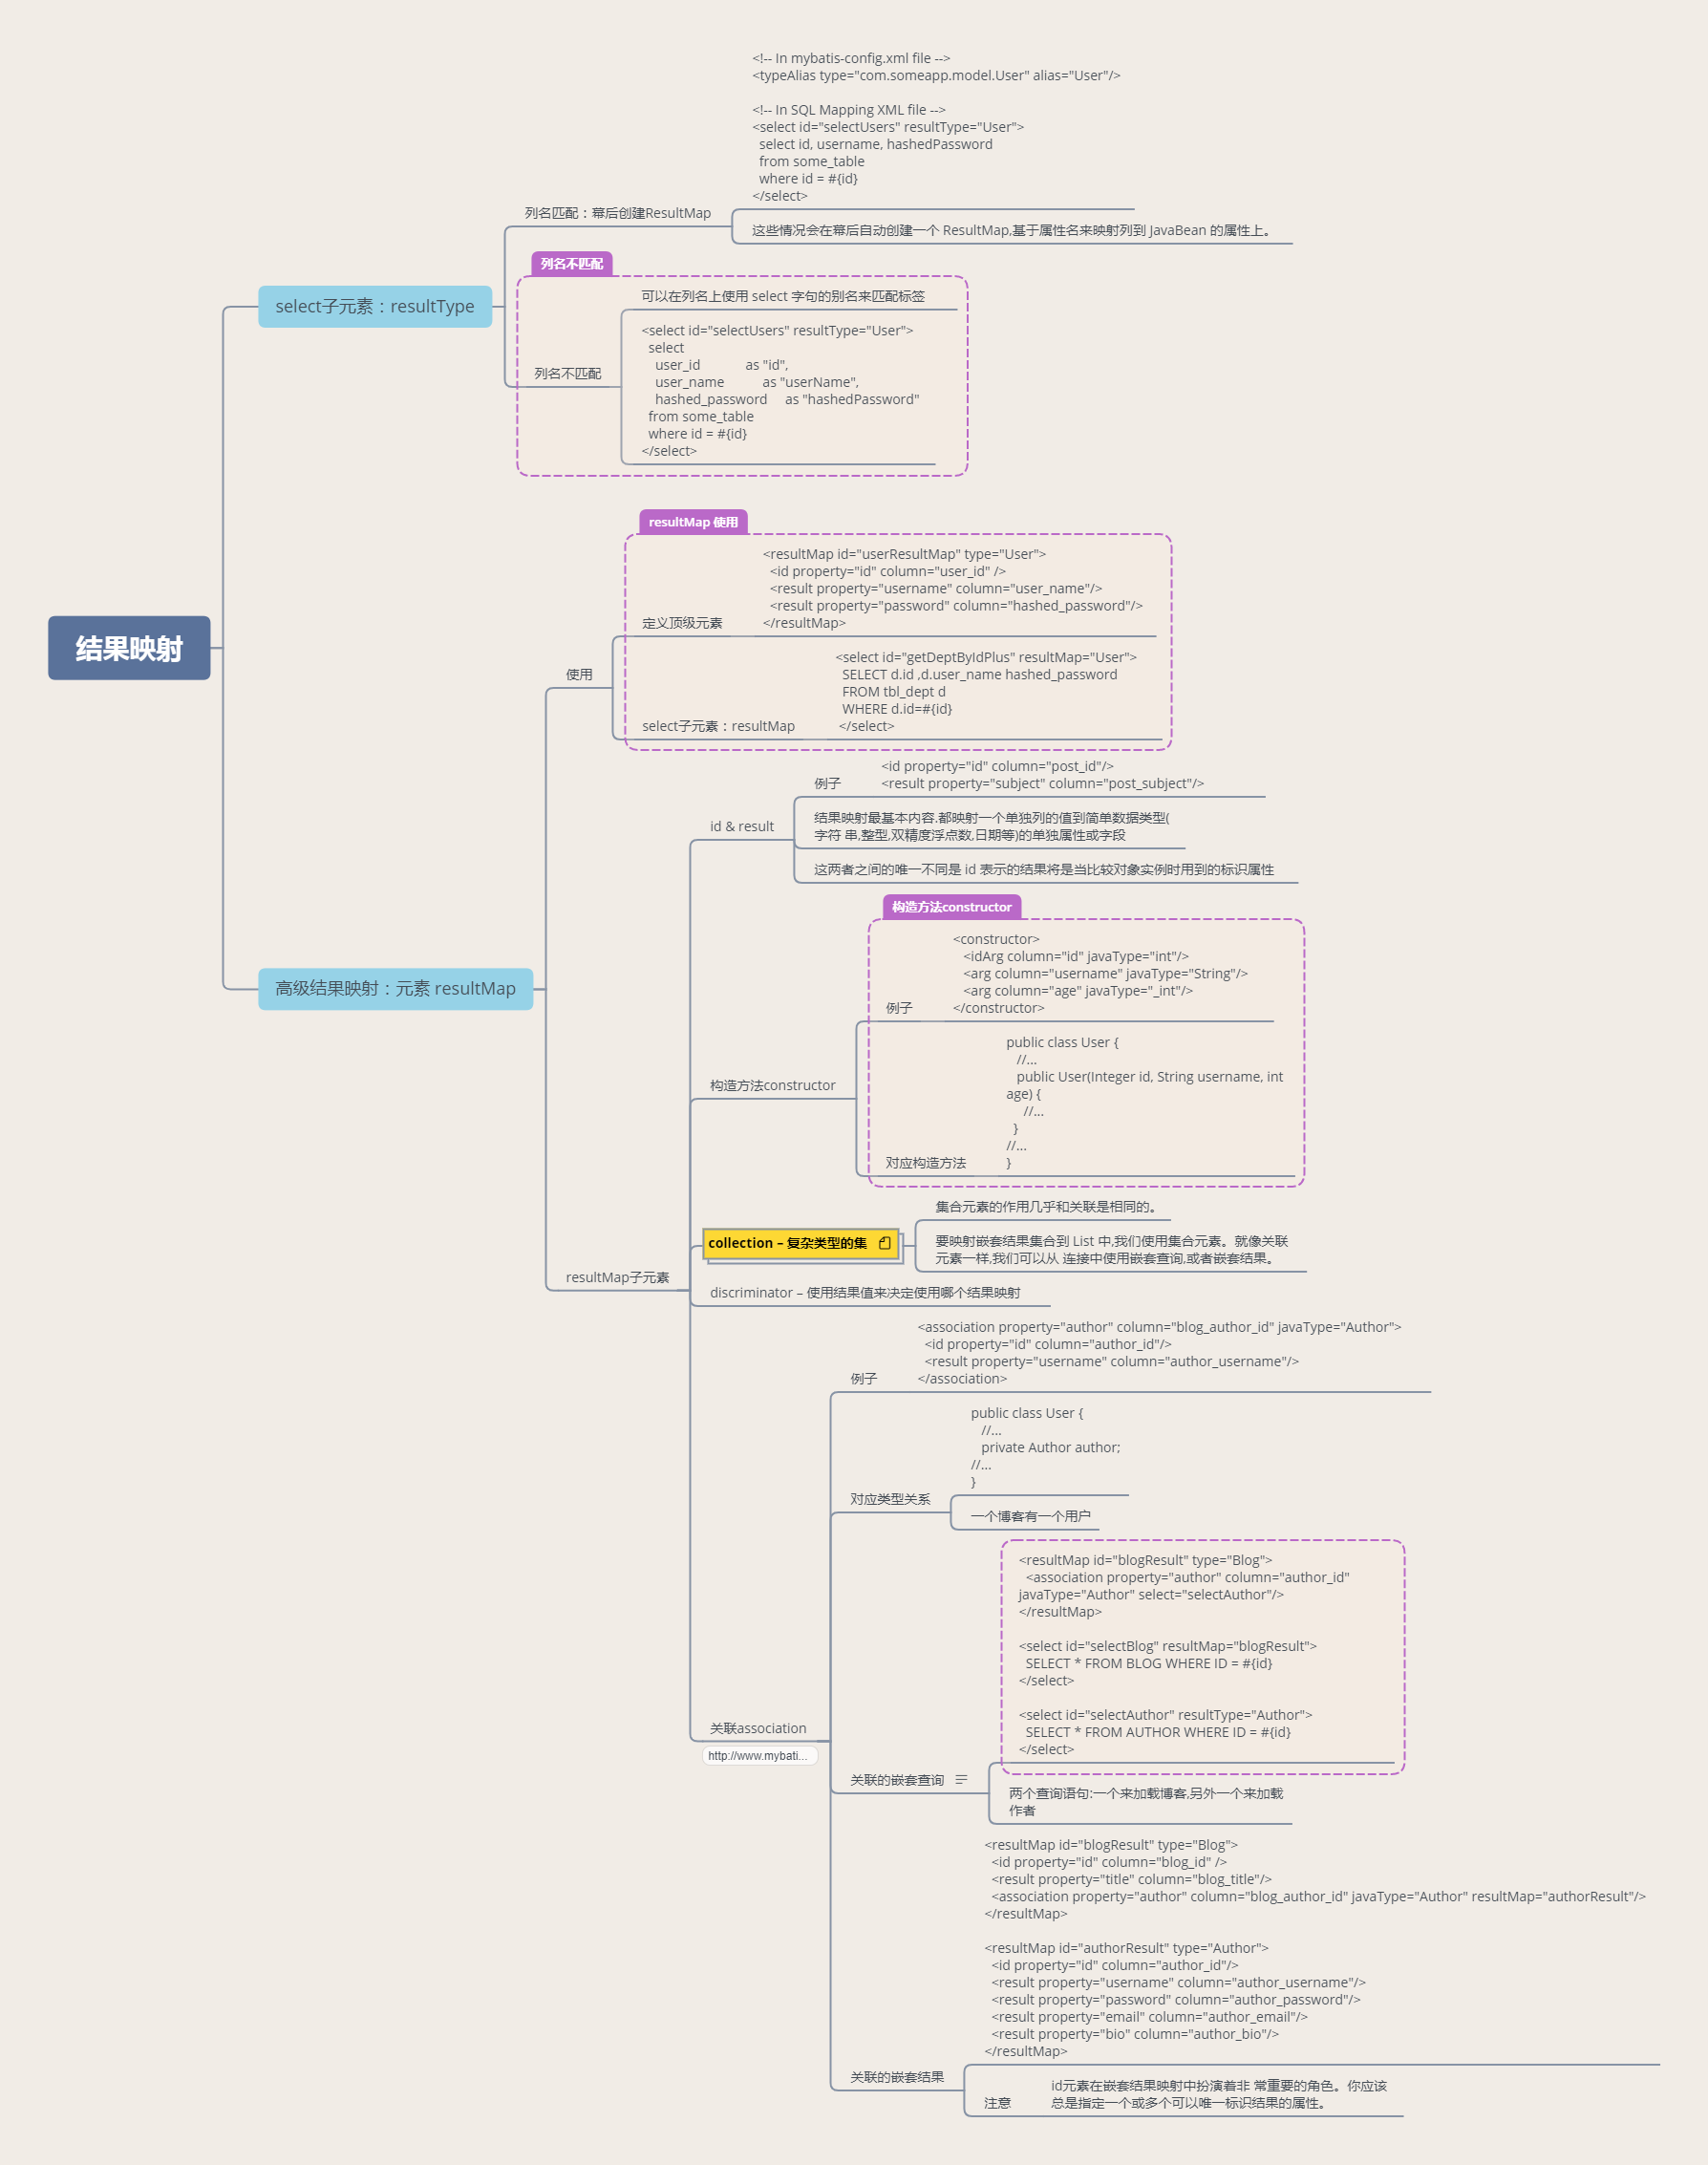 结果映射
select子元素：resultType
列名匹配：幕后创建ResultMap
<!-- In mybatis-config.xml file -->
<typeAlias type="com.someapp.model.User" alias="User"/>
<!-- In SQL Mapping XML file -->
<select id="selectUsers" resultType="User">
select id, username, hashedPassword
from some_table
where id = #{id}
</select>
这些情况会在幕后自动创建一个 ResultMap,基于属性名来映射列到 JavaBean 的属性上。
列名不匹配
列名不匹配
可以在列名上使用 select 字句的别名来匹配标签
<select id="selectUsers" resultType="User">
select
user_id as "id",
user_name as "userName",
hashed_password as "hashedPassword"
from some_table
where id = #{id}
</select>
高级结果映射：元素 resultMap
使用
resultMap 使用
定义顶级元素
<resultMap id="userResultMap" type="User">
<id property="id" column="user_id" />
<result property="username" column="user_name"/>
<result property="password" column="hashed_password"/>
</resultMap>
select子元素：resultMap
<select id="getDeptByIdPlus" resultMap="User">
SELECT d.id ,d.user_name hashed_password
FROM tbl_dept d
WHERE d.id=#{id}
</select>
resultMap子元素
id & result
例子
<id property="id" column="post_id"/>
<result property="subject" column="post_subject"/>
结果映射最基本内容.都映射一个单独列的值到简单数据类型(
字符 串,整型,双精度浮点数,日期等)的单独属性或字段
这两者之间的唯一不同是 id 表示的结果将是当比较对象实例时用到的标识属性
构造方法constructor
构造方法constructor
例子
<constructor>
<idArg column="id" javaType="int"/>
<arg column="username" javaType="String"/>
<arg column="age" javaType="_int"/>
</constructor>
对应构造方法
public class User {
//...
public User(Integer id, String username, int
age) {
//...
}
//...
}
collection – 复杂类型的集
集合元素的作用几乎和关联是相同的。
要映射嵌套结果集合到 List 中,我们使用集合元素。就像关联
元素一样,我们可以从 连接中使用嵌套查询,或者嵌套结果。
discriminator – 使用结果值来决定使用哪个结果映射
关联association
http://www.mybati...
例子
<association property="author" column="blog_author_id" javaType="Author">
<id property="id" column="author_id"/>
<result property="username" column="author_username"/>
</association>
对应类型关系
public class User {
//...
private Author author;
//...
}
一个博客有一个用户
关联的嵌套查询
<resultMap id="blogResult" type="Blog">
<association property="author" column="author_id"
javaType="Author" select="selectAuthor"/>
</resultMap>
<select id="selectBlog" resultMap="blogResult">
SELECT * FROM BLOG WHERE ID = #{id}
</select>
<select id="selectAuthor" resultType="Author">
SELECT * FROM AUTHOR WHERE ID = #{id}
</select>
两个查询语句:一个来加载博客,另外一个来加载
作者
关联的嵌套结果
<resultMap id="blogResult" type="Blog">
<id property="id" column="blog_id" />
<result property="title" column="blog_title"/>
<association property="author" column="blog_author_id" javaType="Author" resultMap="authorResult"/>
</resultMap>
<resultMap id="authorResult" type="Author">
<id property="id" column="author_id"/>
<result property="username" column="author_username"/>
<result property="password" column="author_password"/>
<result property="email" column="author_email"/>
<result property="bio" column="author_bio"/>
</resultMap>
注意
id元素在嵌套结果映射中扮演着非 常重要的角色。你应该
总是指定一个或多个可以唯一标识结果的属性。